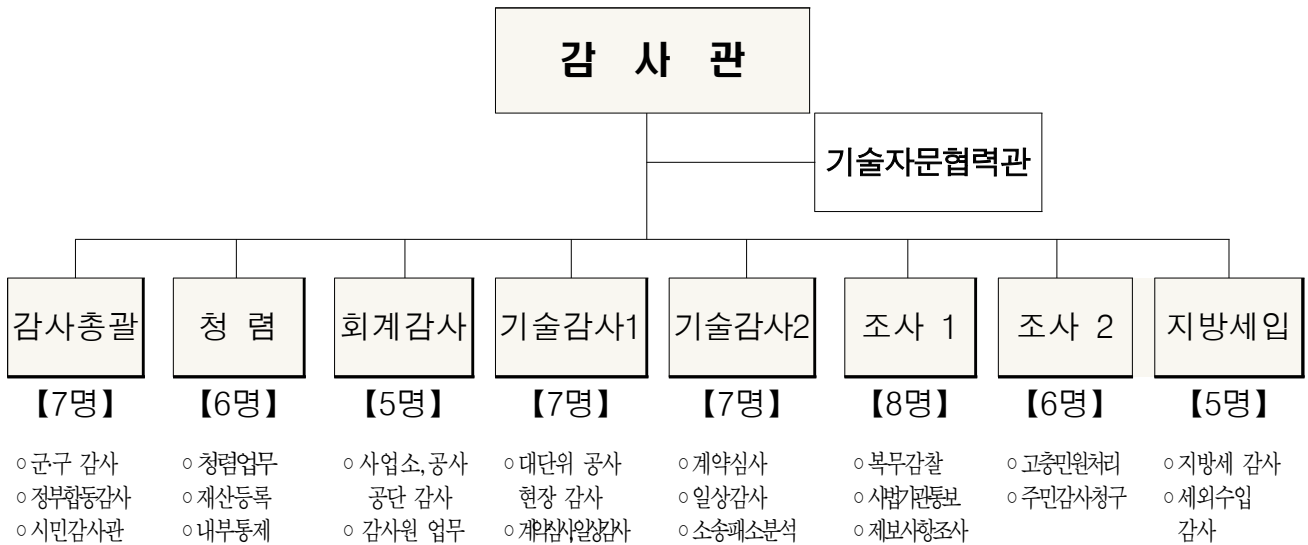 감 사 관
기술자문협력관
감사총괄 청 렴 회계감사 기술감사1 기술감사2 조사 1 조사 2 지방세입
【7명】 【6명】 【5명】 【7명】 【7명】 【8명】 【6명】 【5명】
○ 군·구 감사
○ 정부합동감사
○ 시민감사관
○ 청렴업무
○ 재산등록
○ 내부통제
○ 사업소, 공사
공단 감사
○ 감사원 업무
○ 대단위 공사
현장 감사
○ 계약심사,일상감사
○ 계약심사
○ 일상감사
○ 소송패소분석
○ 복무감찰
○ 사법기관통보
○ 제보사항조사
○ 고충민원처리
○ 주민감사청구
○ 지방세 감사
○ 세외수입
감사